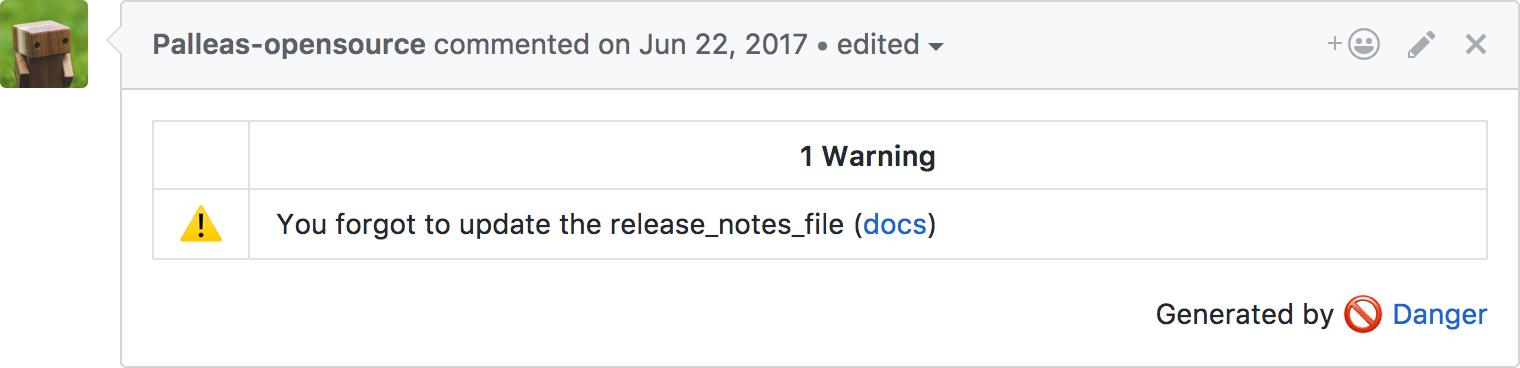 Palleas-opensource commented on Jun 22, 2017 • edited
1 Warning
You forgot to update the release_notes_file (docs)
Generated by Danger